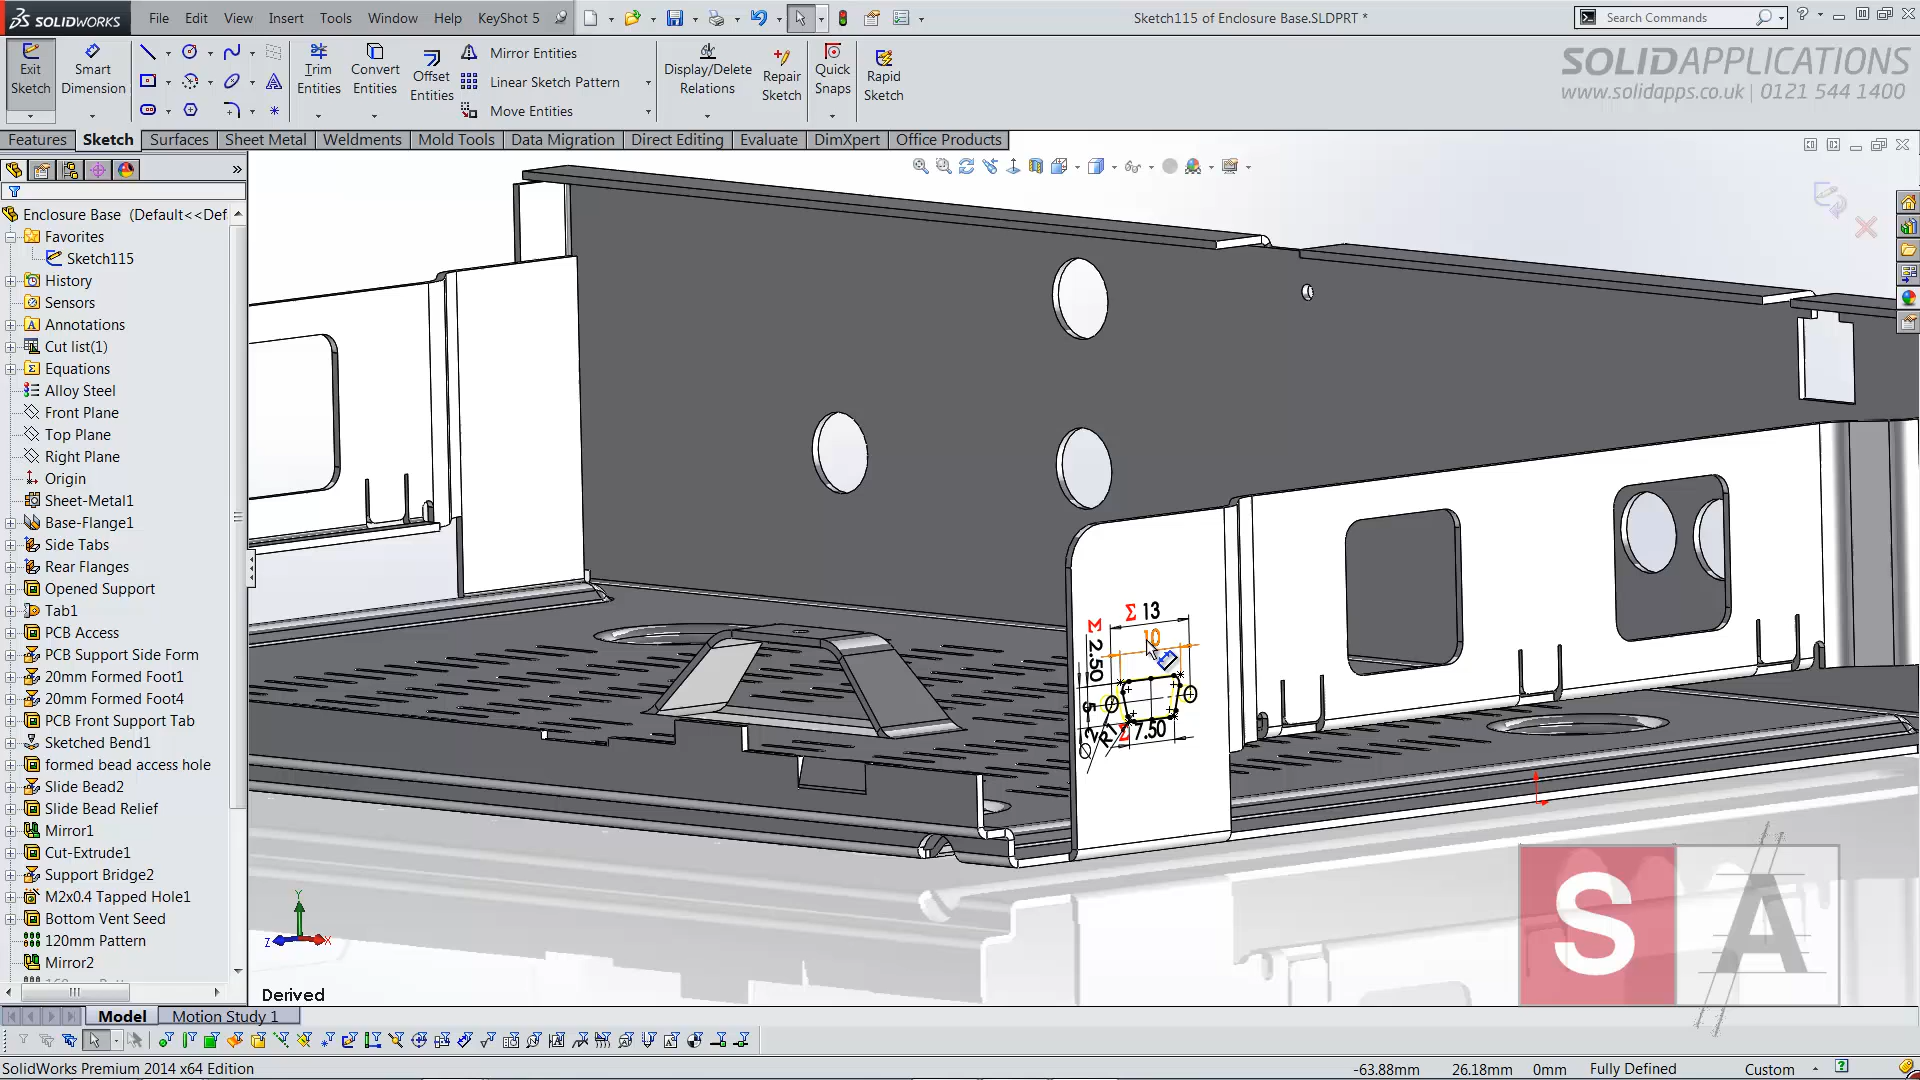 SOLIDWORKS File Edit View Insert Tools Window Help KeyShot 5 Sketch115 of Enclosure Base.SLDPRT * Search Commands
Exit Sketch
Smart Dimension
Trim Entities
Convert Entities
Offset Entities
Mirror Entities
Linear Sketch Pattern
Move Entities
Display/Delete Relations
Repair Sketch
Quick Snaps
Rapid Sketch
SOLIDAPPLICATIONS
www.solidapps.co.uk | 0121 544 1400
Features Sketch Surfaces Sheet Metal Weldments Mold Tools Data Migration Direct Editing Evaluate DimXpert Office Products
Enclosure Base (Default<<Def
Favorites
Sketch115
History
Sensors
Annotations
Cut list(1)
Equations
Alloy Steel
Front Plane
Top Plane
Right Plane
Origin
Sheet-Metal1
Base-Flange1
Side Tabs
Rear Flanges
Opened Support
Tab1
PCB Access
PCB Support Side Form
20mm Formed Foot1
20mm Formed Foot4
PCB Front Support Tab
Sketched Bend1
formed bead access hole
Slide Bead2
Slide Bead Relief
Mirror1
Cut-Extrude1
Support Bridge2
M2x0.4 Tapped Hole1
Bottom Vent Seed
120mm Pattern
Mirror2
Σ 13
10
Σ 2.50
5
∅ 2
R1
Σ 7.50
Y
Z X
Derived
SA
Model Motion Study 1
SolidWorks Premium 2014 x64 Edition -63.88mm 26.18mm 0mm Fully Defined Custom